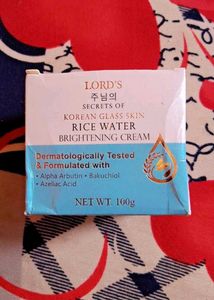 LORD'S
주님의
SECRETS OF
KOREAN GLASS SKIN
RICE WATER
BRIGHTENING CREAM
Dermatologically Tested
& Formulated with
• Alpha Arbutin • Bakuchiol
• Azeliac Acid
NET WT. 100g